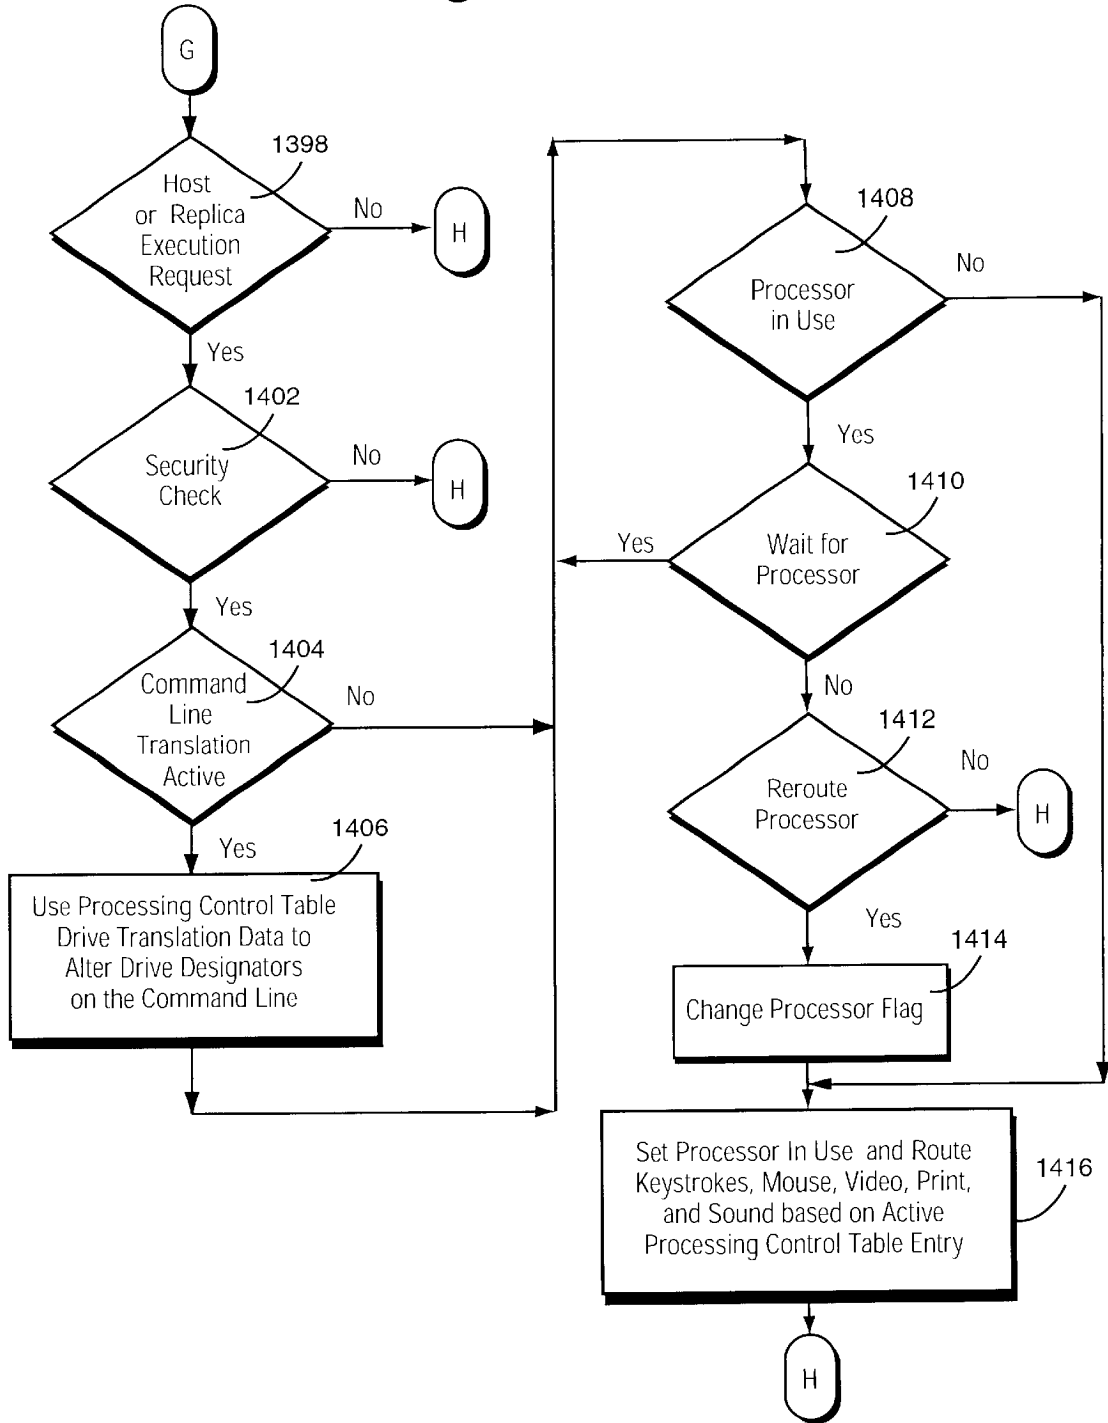 G
1398
Host
or Replica
Execution
Request
No
H
Yes
1402
Security
Check
No
H
Yes
1404
Command
Line
Translation
Active
No
Yes
1406
Use Processing Control Table
Drive Translation Data to
Alter Drive Designators
on the Command Line
1408
Processor
in Use
No
Yes
1410
Wait for
Processor
Yes
No
1412
Reroute
Processor
No
H
Yes
1414
Change Processor Flag
1416
Set Processor In Use and Route
Keystrokes, Mouse, Video, Print,
and Sound based on Active
Processing Control Table Entry
H